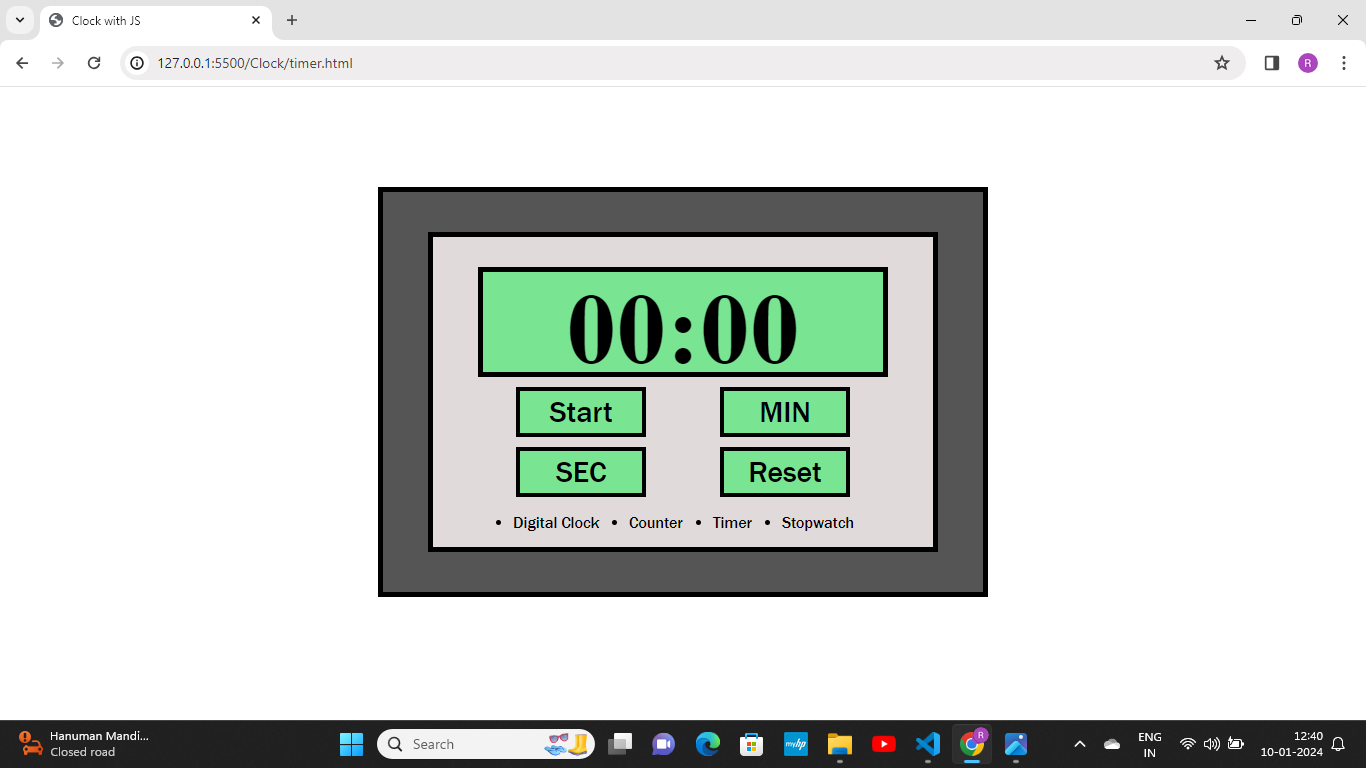 Clock with JS
127.0.0.1:5500/Clock/timer.html
R
00:00
Start
MIN
SEC
Reset
• Digital Clock • Counter • Timer • Stopwatch
Hanuman Mandi...
Closed road
Search
myhp
R
ENG
IN
12:40
10-01-2024